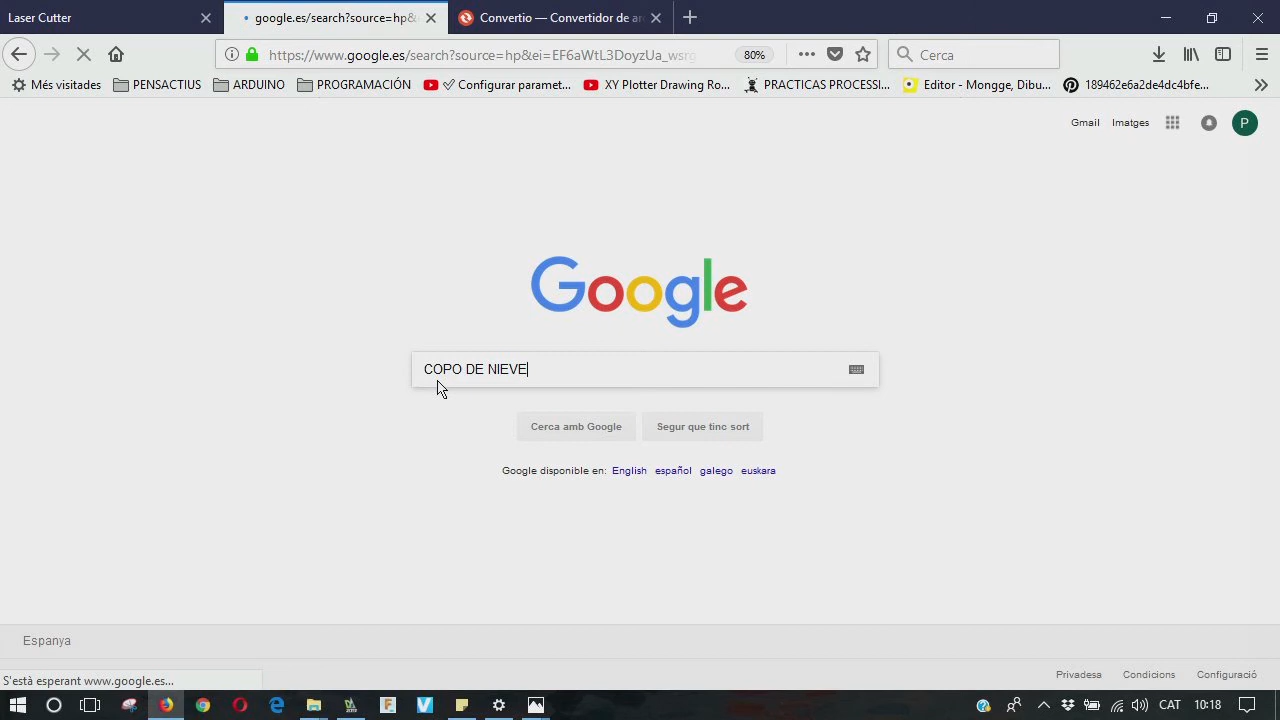 Laser Cutter
google.es/search?source=hp&
Convertio — Convertidor de ar
https://www.google.es/search?source=hp&ei=EF6aWtL3DoyzUa_wsrg
80%
Cerca
Més visitades
PENSACTIUS
ARDUINO
PROGRAMACIÓN
Configurar paramet...
XY Plotter Drawing Ro...
PRACTICAS PROCESSI...
Editor - Mongge, Dibu...
189462e6a2de4dc4bfe...
Gmail
Imatges
P
Google
COPO DE NIEVE
Cerca amb Google
Segur que tinc sort
Google disponible en: English español galego euskara
Espanya
S'està esperant www.google.es...
Privadesa
Condicions
Configuració
CAT
10:18